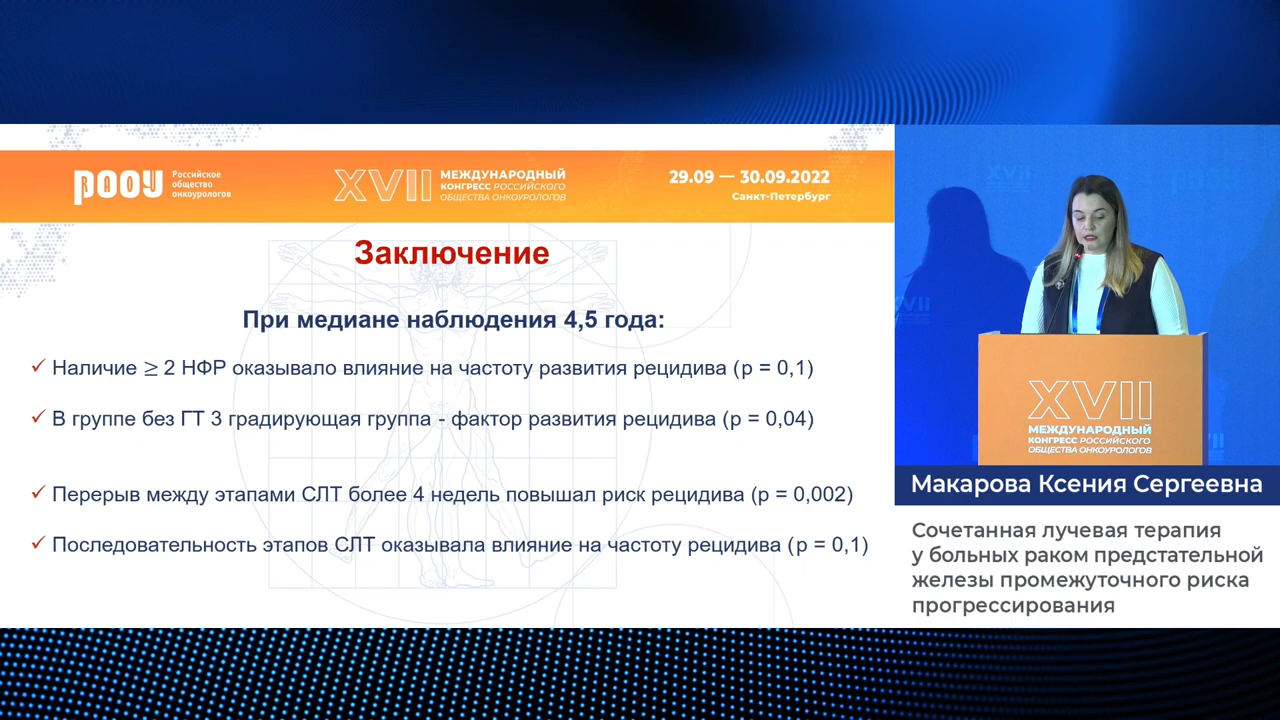 РООУ
Российское
общество
онкоурологов
XVII
МЕЖДУНАРОДНЫЙ
КОНГРЕСС РОССИЙСКОГО
ОБЩЕСТВА ОНКОУРОЛОГОВ
29.09 — 30.09.2022
Санкт-Петербург
Заключение
При медиане наблюдения 4,5 года:
✓ Наличие ≥ 2 НФР оказывало влияние на частоту развития рецидива (p = 0,1)
✓ В группе без ГТ 3 градирующая группа - фактор развития рецидива (p = 0,04)
✓ Перерыв между этапами СЛТ более 4 недель повышал риск рецидива (p = 0,002)
✓ Последовательность этапов СЛТ оказывала влияние на частоту рецидива (p = 0,1)
XVII
МЕЖДУНАРОДНЫЙ
КОНГРЕСС РОССИЙСКОГО
ОБЩЕСТВА ОНКОУРОЛОГОВ
Макарова Ксения Сергеевна
Сочетанная лучевая терапия
у больных раком предстательной
железы промежуточного риска
прогрессирования